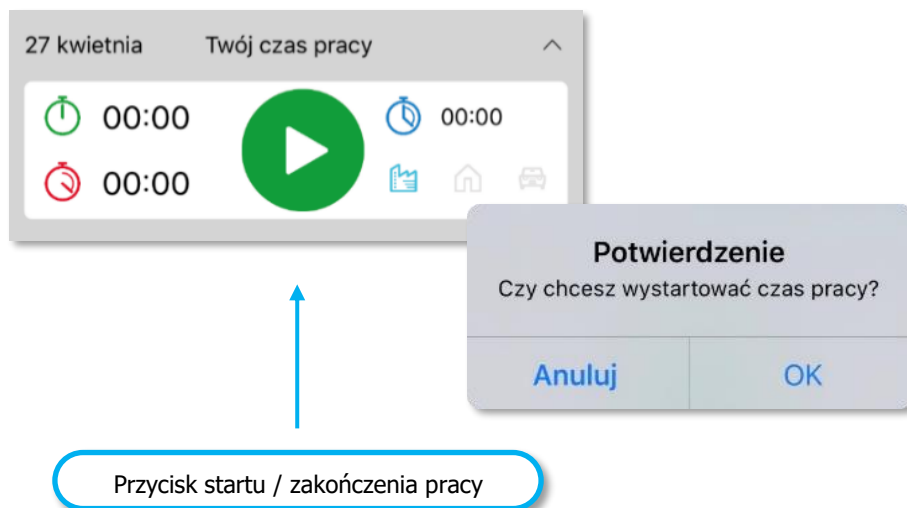 27 kwietnia Twój czas pracy
00:00 00:00
00:00
Potwierdzenie
Czy chcesz wystartować czas pracy?
Anuluj OK
Przycisk startu / zakończenia pracy